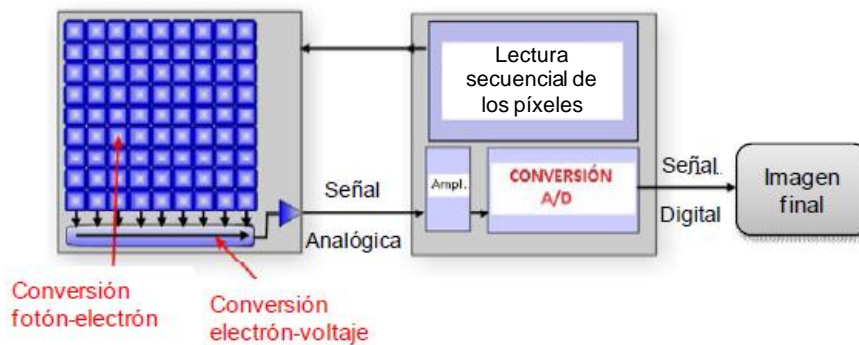 Lectura
secuencial de
los píxeles
Ampl.
CONVERSIÓN
A/D
Señal
Analógica
Señal.
Digital
Imagen
final
Conversión
fotón-electrón
Conversión
electrón-voltaje